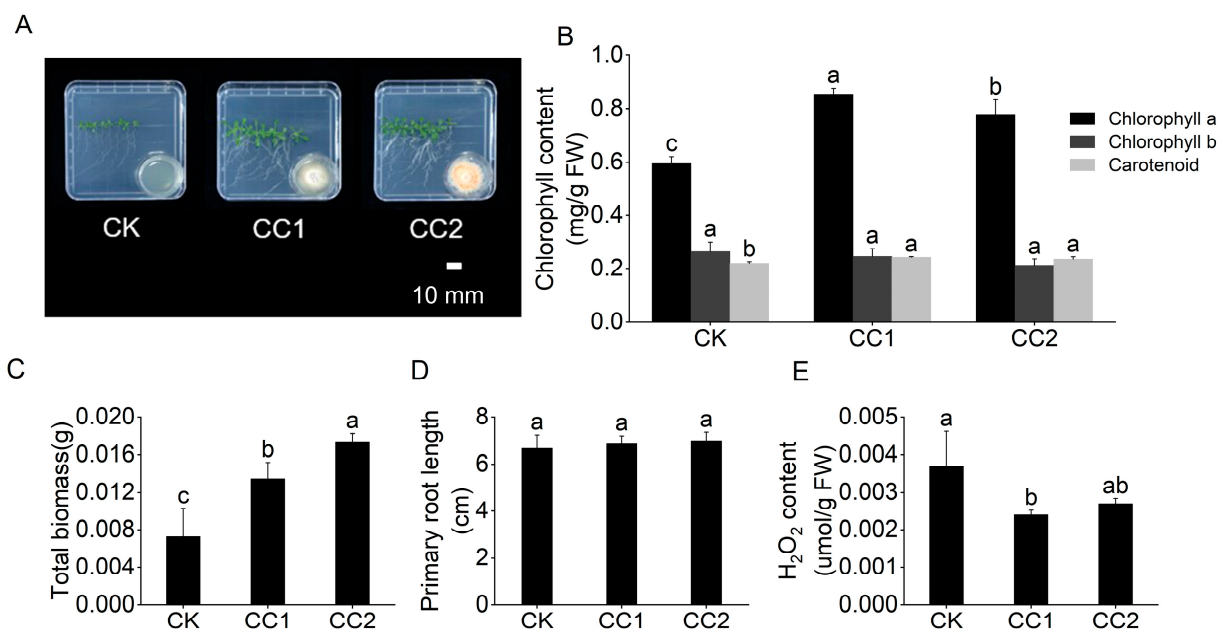 A
CK
CC1
CC2
10 mm
B
Chlorophyll content
(mg/g FW)
1.0
0.8
0.6
0.4
0.2
0.0
c
a
b
a
a
a
b
a
a
CK
CC1
CC2
Chlorophyll a
Chlorophyll b
Carotenoid
C
Total biomass(g)
0.020
0.016
0.012
0.008
0.004
0.000
c
b
a
CK
CC1
CC2
D
Primary root length
(cm)
8
6
4
2
0
a
a
a
CK
CC1
CC2
E
H₂O₂ content
(umol/g FW)
0.005
0.004
0.003
0.002
0.001
0.000
a
b
ab
CK
CC1
CC2